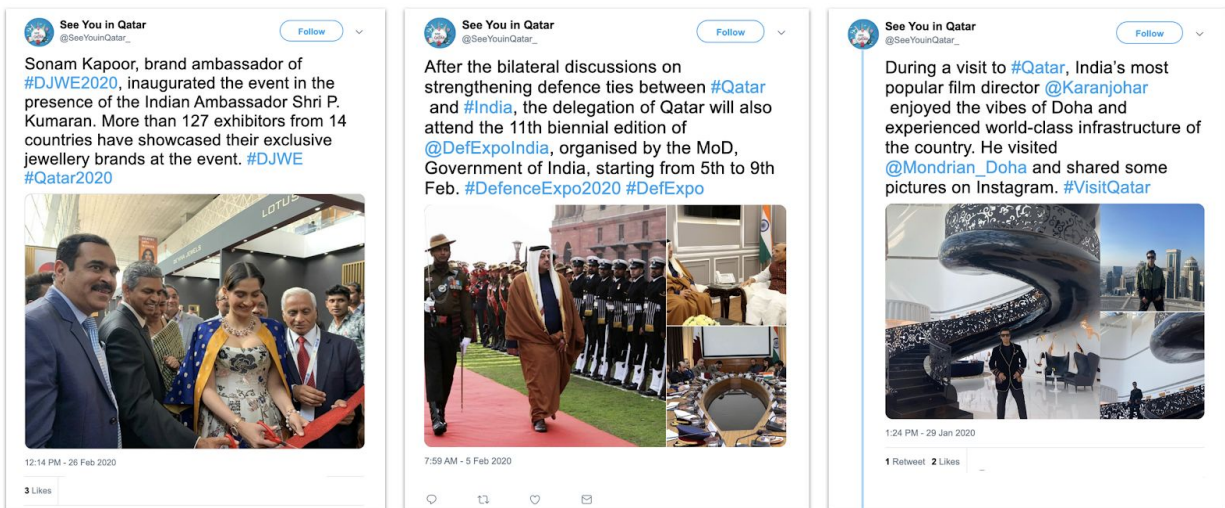 See You in Qatar
@SeeYouinQatar_
Follow
Sonam Kapoor, brand ambassador of
#DJWE2020, inaugurated the event in the
presence of the Indian Ambassador Shri P.
Kumaran. More than 127 exhibitors from 14
countries have showcased their exclusive
jewellery brands at the event. #DJWE
#Qatar2020
LOTUS
12:14 PM - 26 Feb 2020
3 Likes
See You in Qatar
@SeeYouinQatar_
Follow
After the bilateral discussions on
strengthening defence ties between #Qatar
and #India, the delegation of Qatar will also
attend the 11th biennial edition of
@DefExpoIndia, organised by the MoD,
Government of India, starting from 5th to 9th
Feb. #DefenceExpo2020 #DefExpo
7:59 AM - 5 Feb 2020
See You in Qatar
@SeeYouinQatar_
Follow
During a visit to #Qatar, India's most
popular film director @Karanjohar
enjoyed the vibes of Doha and
experienced world-class infrastructure of
the country. He visited
@Mondrian_Doha and shared some
pictures on Instagram. #VisitQatar
1:24 PM - 29 Jan 2020
1 Retweet 2 Likes